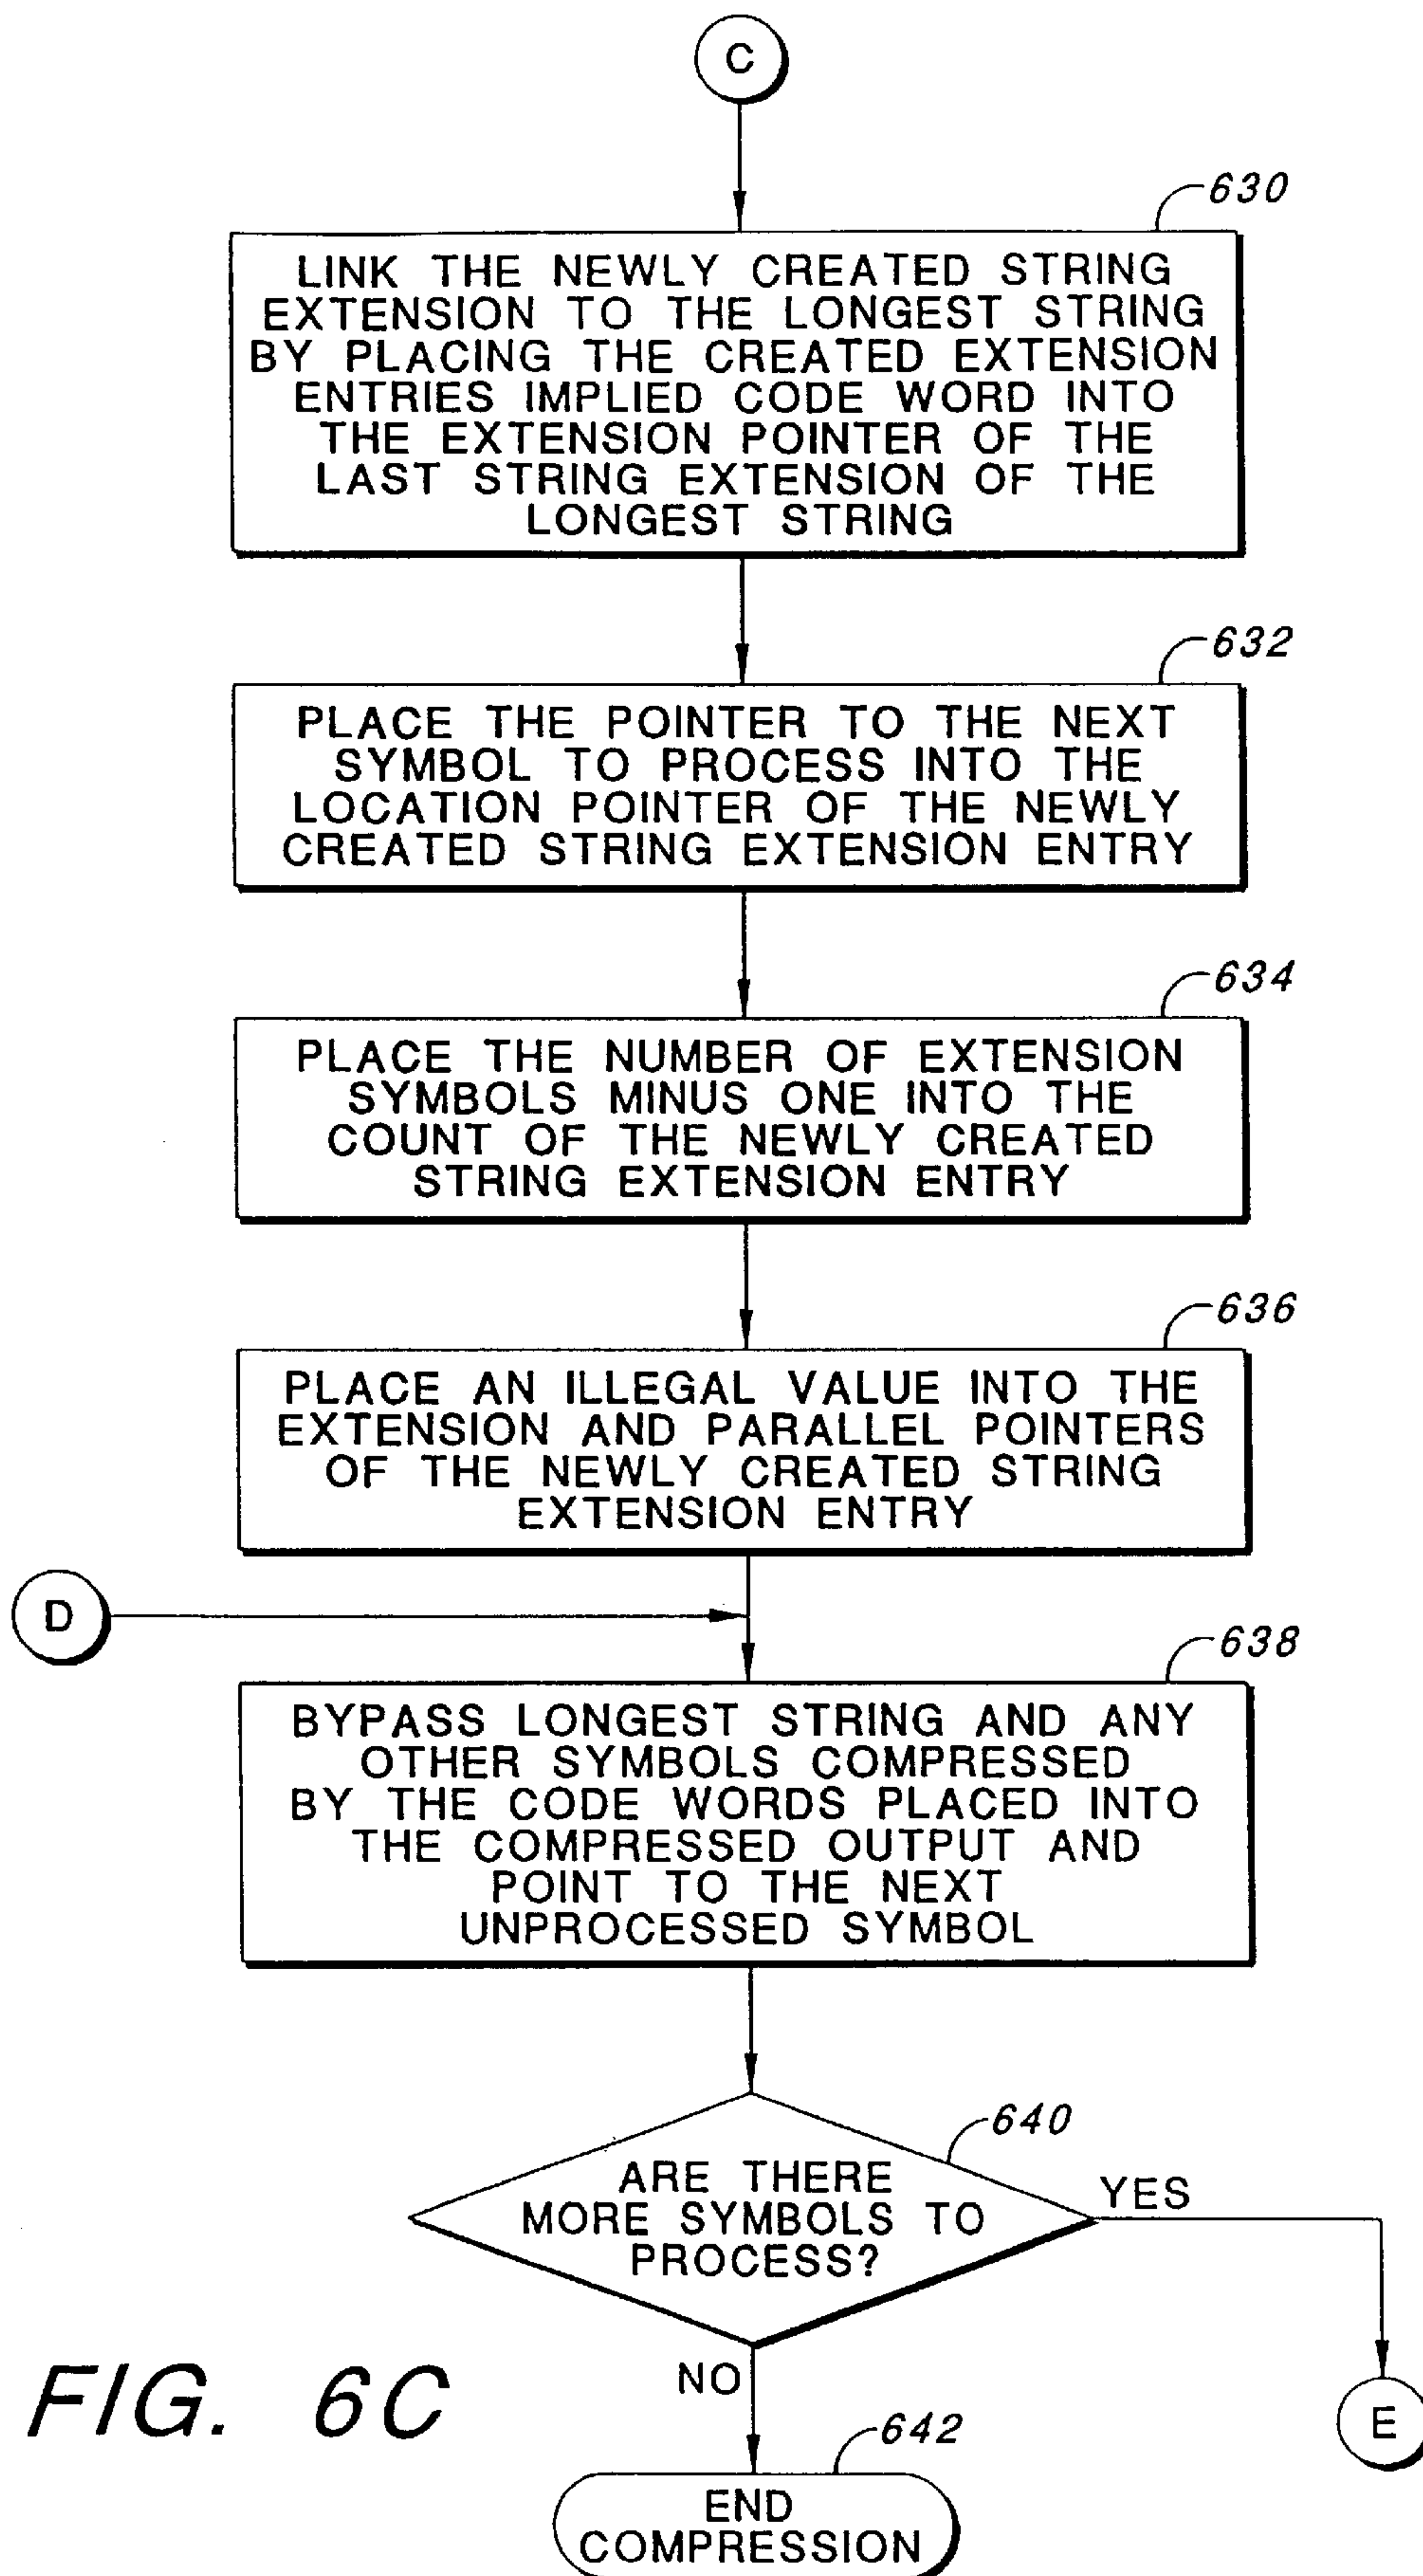 C
630
LINK THE NEWLY CREATED STRING
EXTENSION TO THE LONGEST STRING
BY PLACING THE CREATED EXTENSION
ENTRIES IMPLIED CODE WORD INTO
THE EXTENSION POINTER OF THE
LAST STRING EXTENSION OF THE
LONGEST STRING
632
PLACE THE POINTER TO THE NEXT
SYMBOL TO PROCESS INTO THE
LOCATION POINTER OF THE NEWLY
CREATED STRING EXTENSION ENTRY
634
PLACE THE NUMBER OF EXTENSION
SYMBOLS MINUS ONE INTO THE
COUNT OF THE NEWLY CREATED
STRING EXTENSION ENTRY
636
PLACE AN ILLEGAL VALUE INTO THE
EXTENSION AND PARALLEL POINTERS
OF THE NEWLY CREATED STRING
EXTENSION ENTRY
D
638
BYPASS LONGEST STRING AND ANY
OTHER SYMBOLS COMPRESSED
BY THE CODE WORDS PLACED INTO
THE COMPRESSED OUTPUT AND
POINT TO THE NEXT
UNPROCESSED SYMBOL
640
ARE THERE
MORE SYMBOLS TO
PROCESS?
YES
NO
E
FIG. 6C
642
END
COMPRESSION